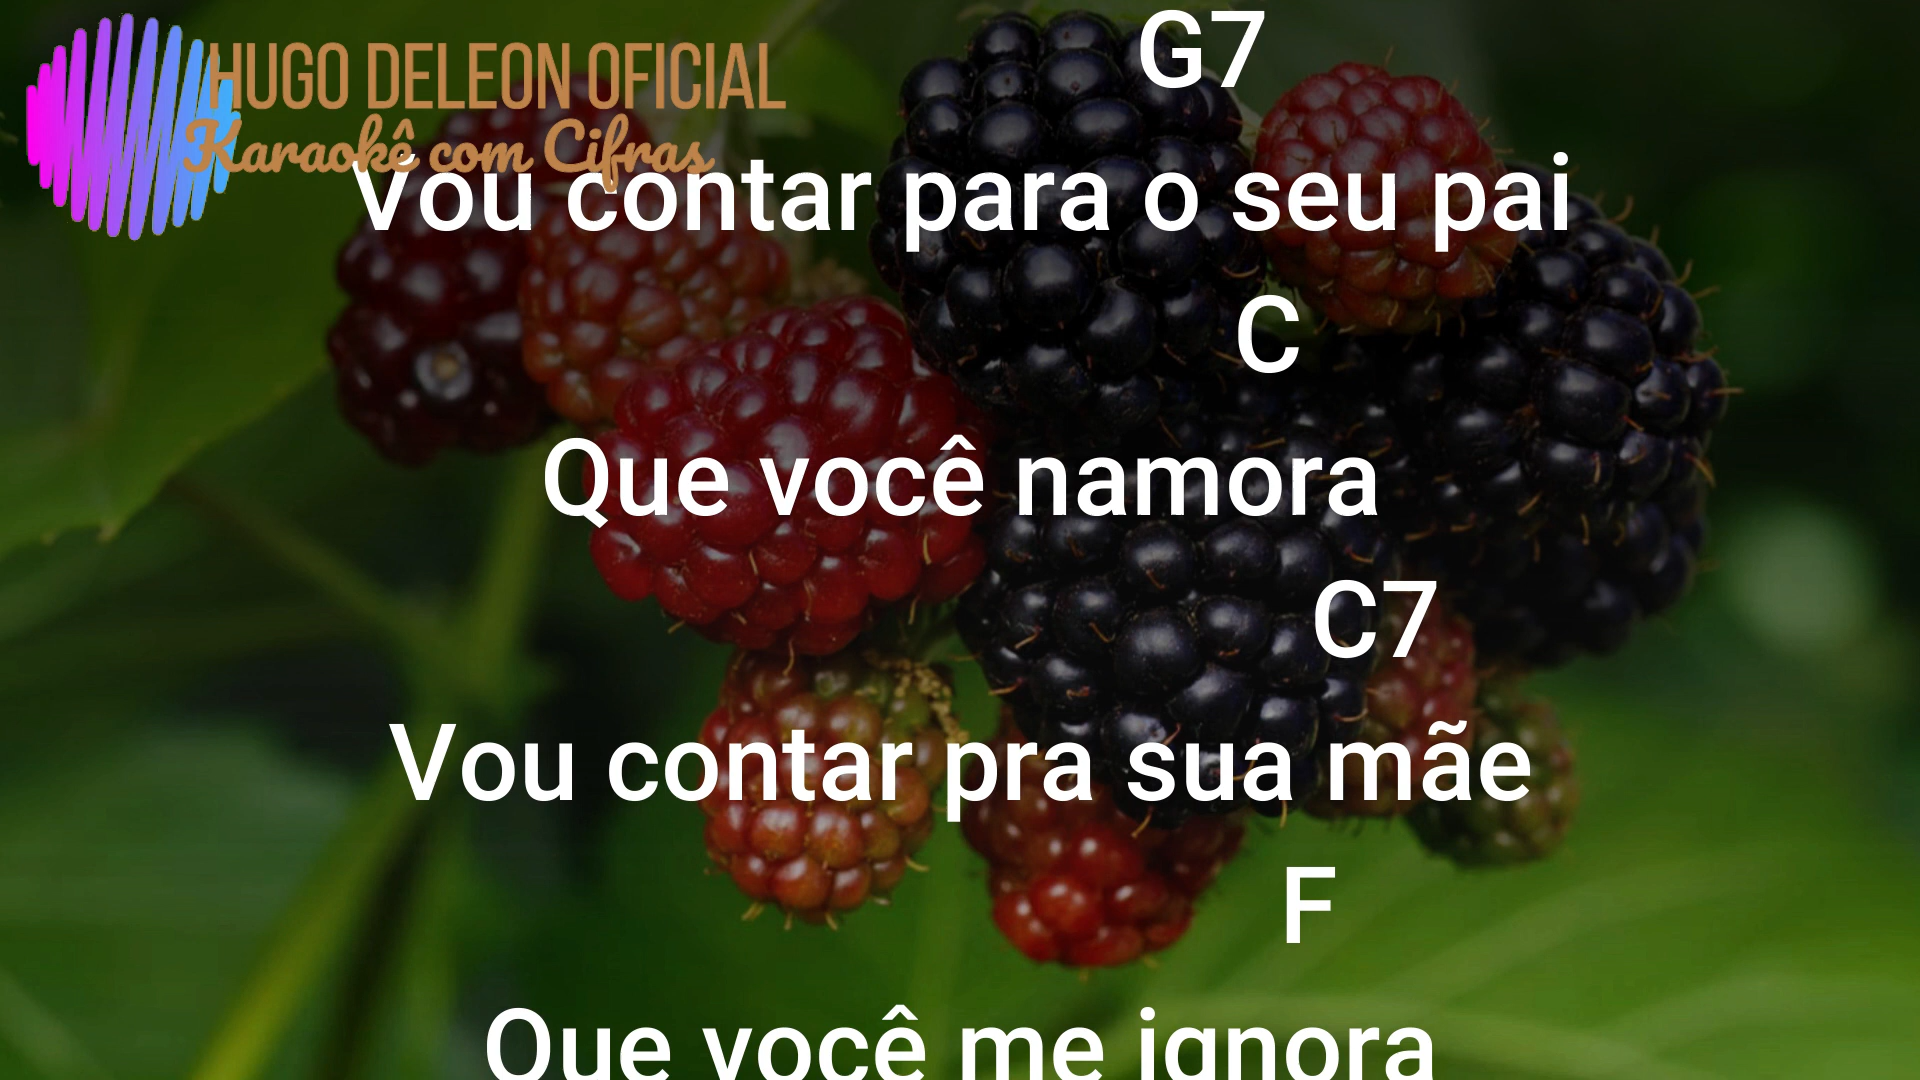 HUGO DELEON OFICIAL
Karaokê com Cifras
G7
Vou contar para o seu pai
C
Que você namora
C7
Vou contar pra sua mãe
F
Que você me ignora